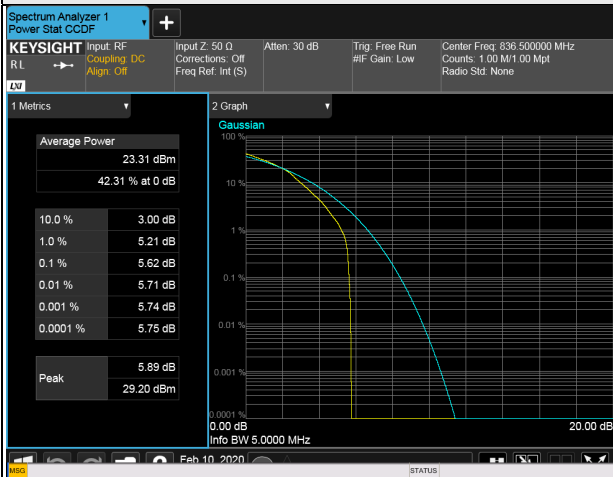 Spectrum Analyzer 1
Power Stat CCDF
+
KEYSIGHT
RL
LXI
Input: RF
Coupling: DC
Align: Off
Input Z: 50 Ω
Corrections: Off
Freq Ref: Int (S)
Atten: 30 dB
Trig: Free Run
#IF Gain: Low
Center Freq: 836.500000 MHz
Counts: 1.00 M/1.00 Mpt
Radio Std: None
1 Metrics
Average Power
23.31 dBm
42.31 % at 0 dB
10.0 % 3.00 dB
1.0 % 5.21 dB
0.1 % 5.62 dB
0.01 % 5.71 dB
0.001 % 5.74 dB
0.0001 % 5.75 dB
Peak
5.89 dB
29.20 dBm
2 Graph
Gaussian
100 %
10 %
1 %
0.1 %
0.01 %
0.001 %
0.0001 %
0.00 dB
20.00 dB
Info BW 5.0000 MHz
Feb 10, 2020
MSG
STATUS